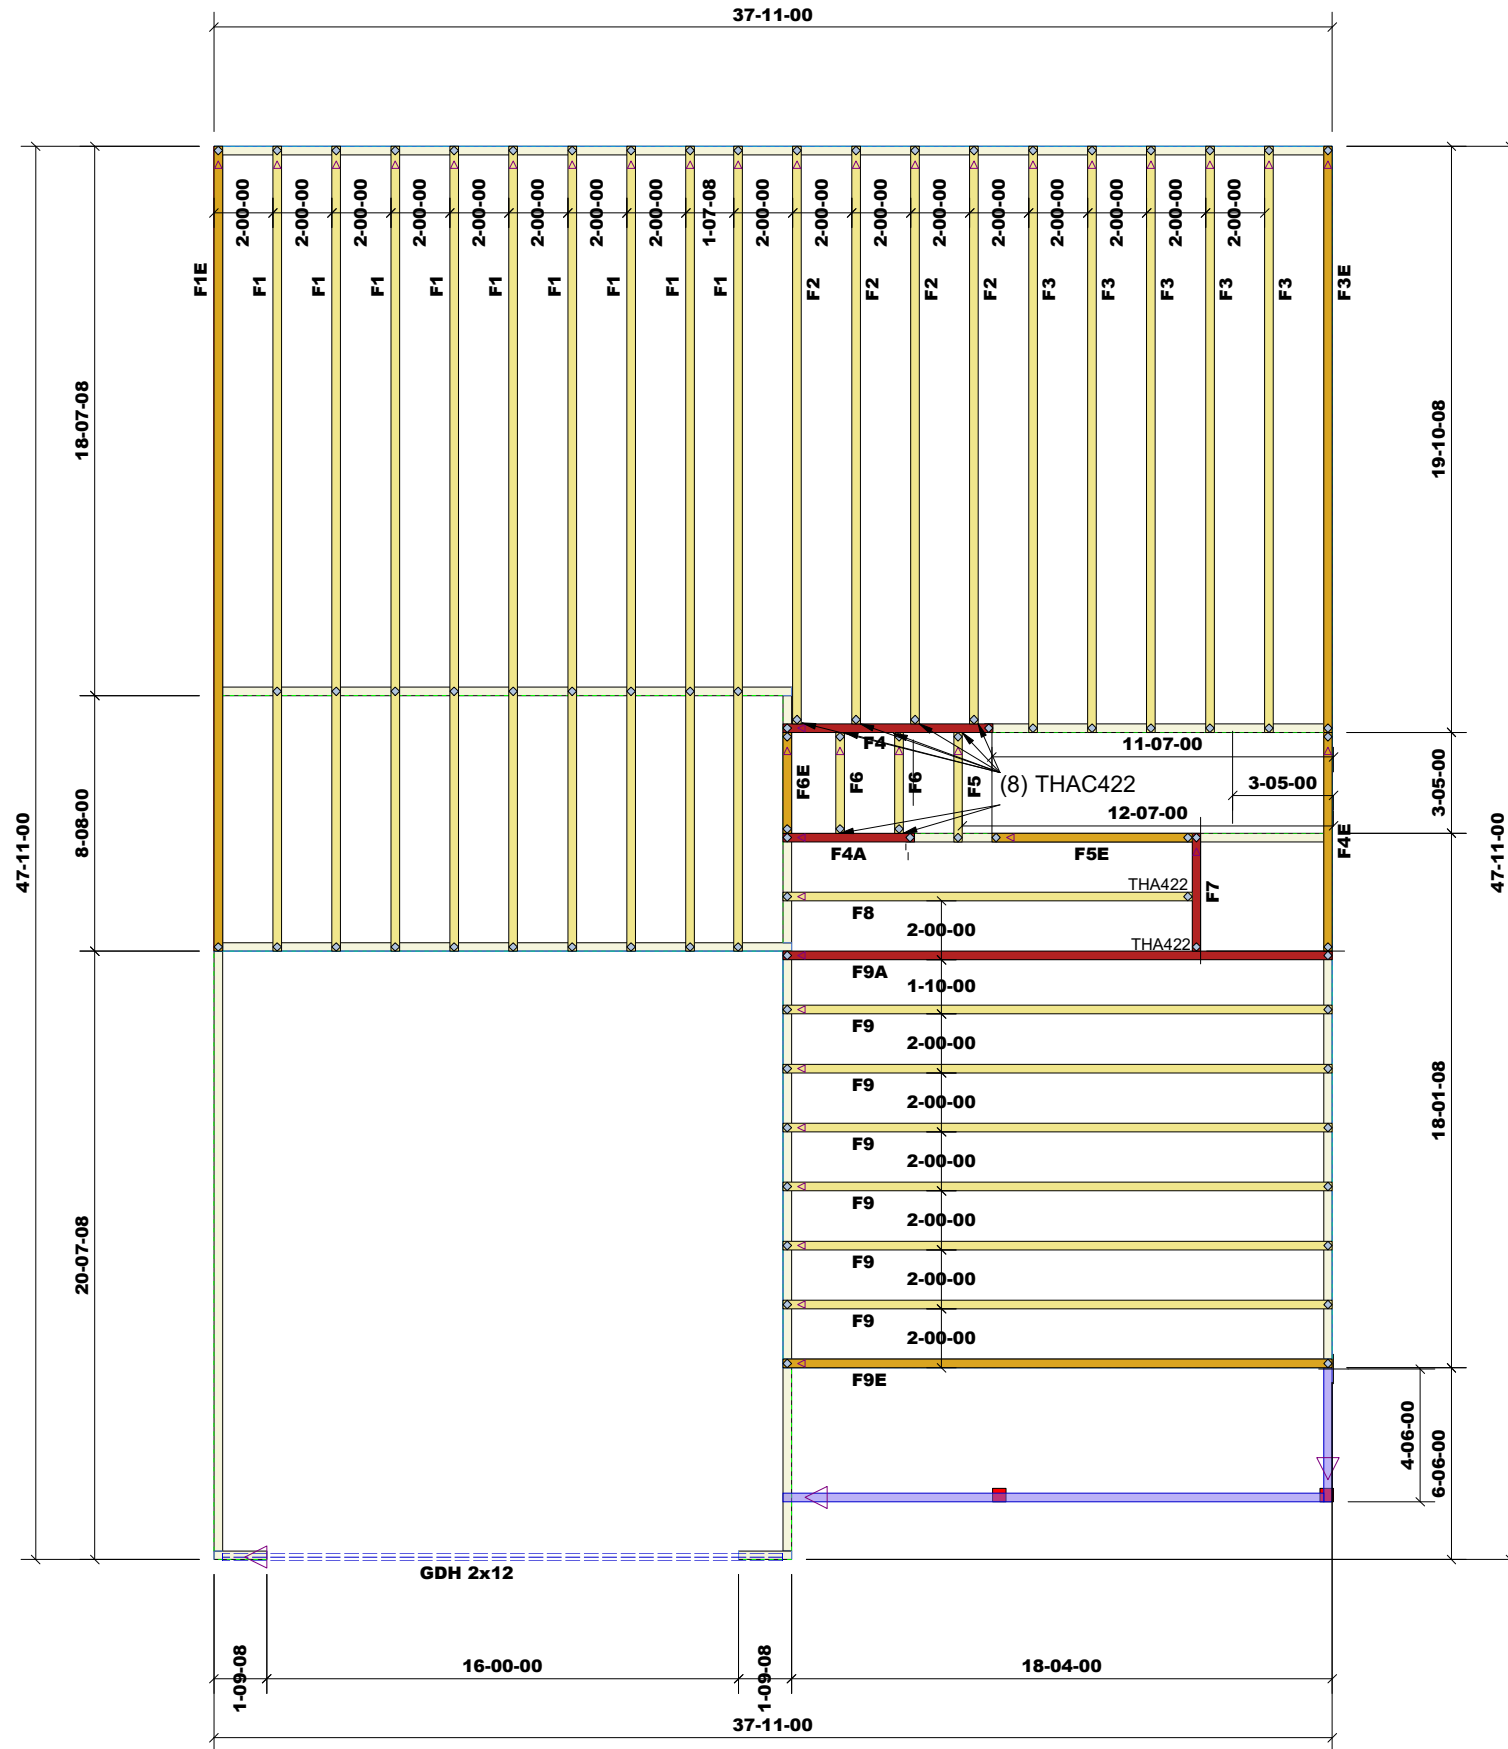 37-11-00
2-00-00
2-00-00
2-00-00
2-00-00
2-00-00
2-00-00
2-00-00
2-00-00
1-07-08
2-00-00
2-00-00
2-00-00
2-00-00
2-00-00
2-00-00
2-00-00
2-00-00
2-00-00
F1E
F1
F1
F1
F1
F1
F1
F1
F1
F1
F2
F2
F2
F2
F3
F3
F3
F3
F3
F3E
18-07-08
19-10-08
F4
11-07-00
F6E
F6
F6
F5
(8) THAC422
3-05-00
3-05-00
12-07-00
8-08-00
47-11-00
47-11-00
F4A
F5E
F4E
THA422
F7
F8
2-00-00
THA422
F9A
1-10-00
F9
2-00-00
F9
2-00-00
F9
2-00-00
F9
2-00-00
F9
2-00-00
F9
2-00-00
F9E
18-01-08
20-07-08
4-06-00
6-06-00
GDH 2x12
1-09-08
16-00-00
1-09-08
18-04-00
37-11-00